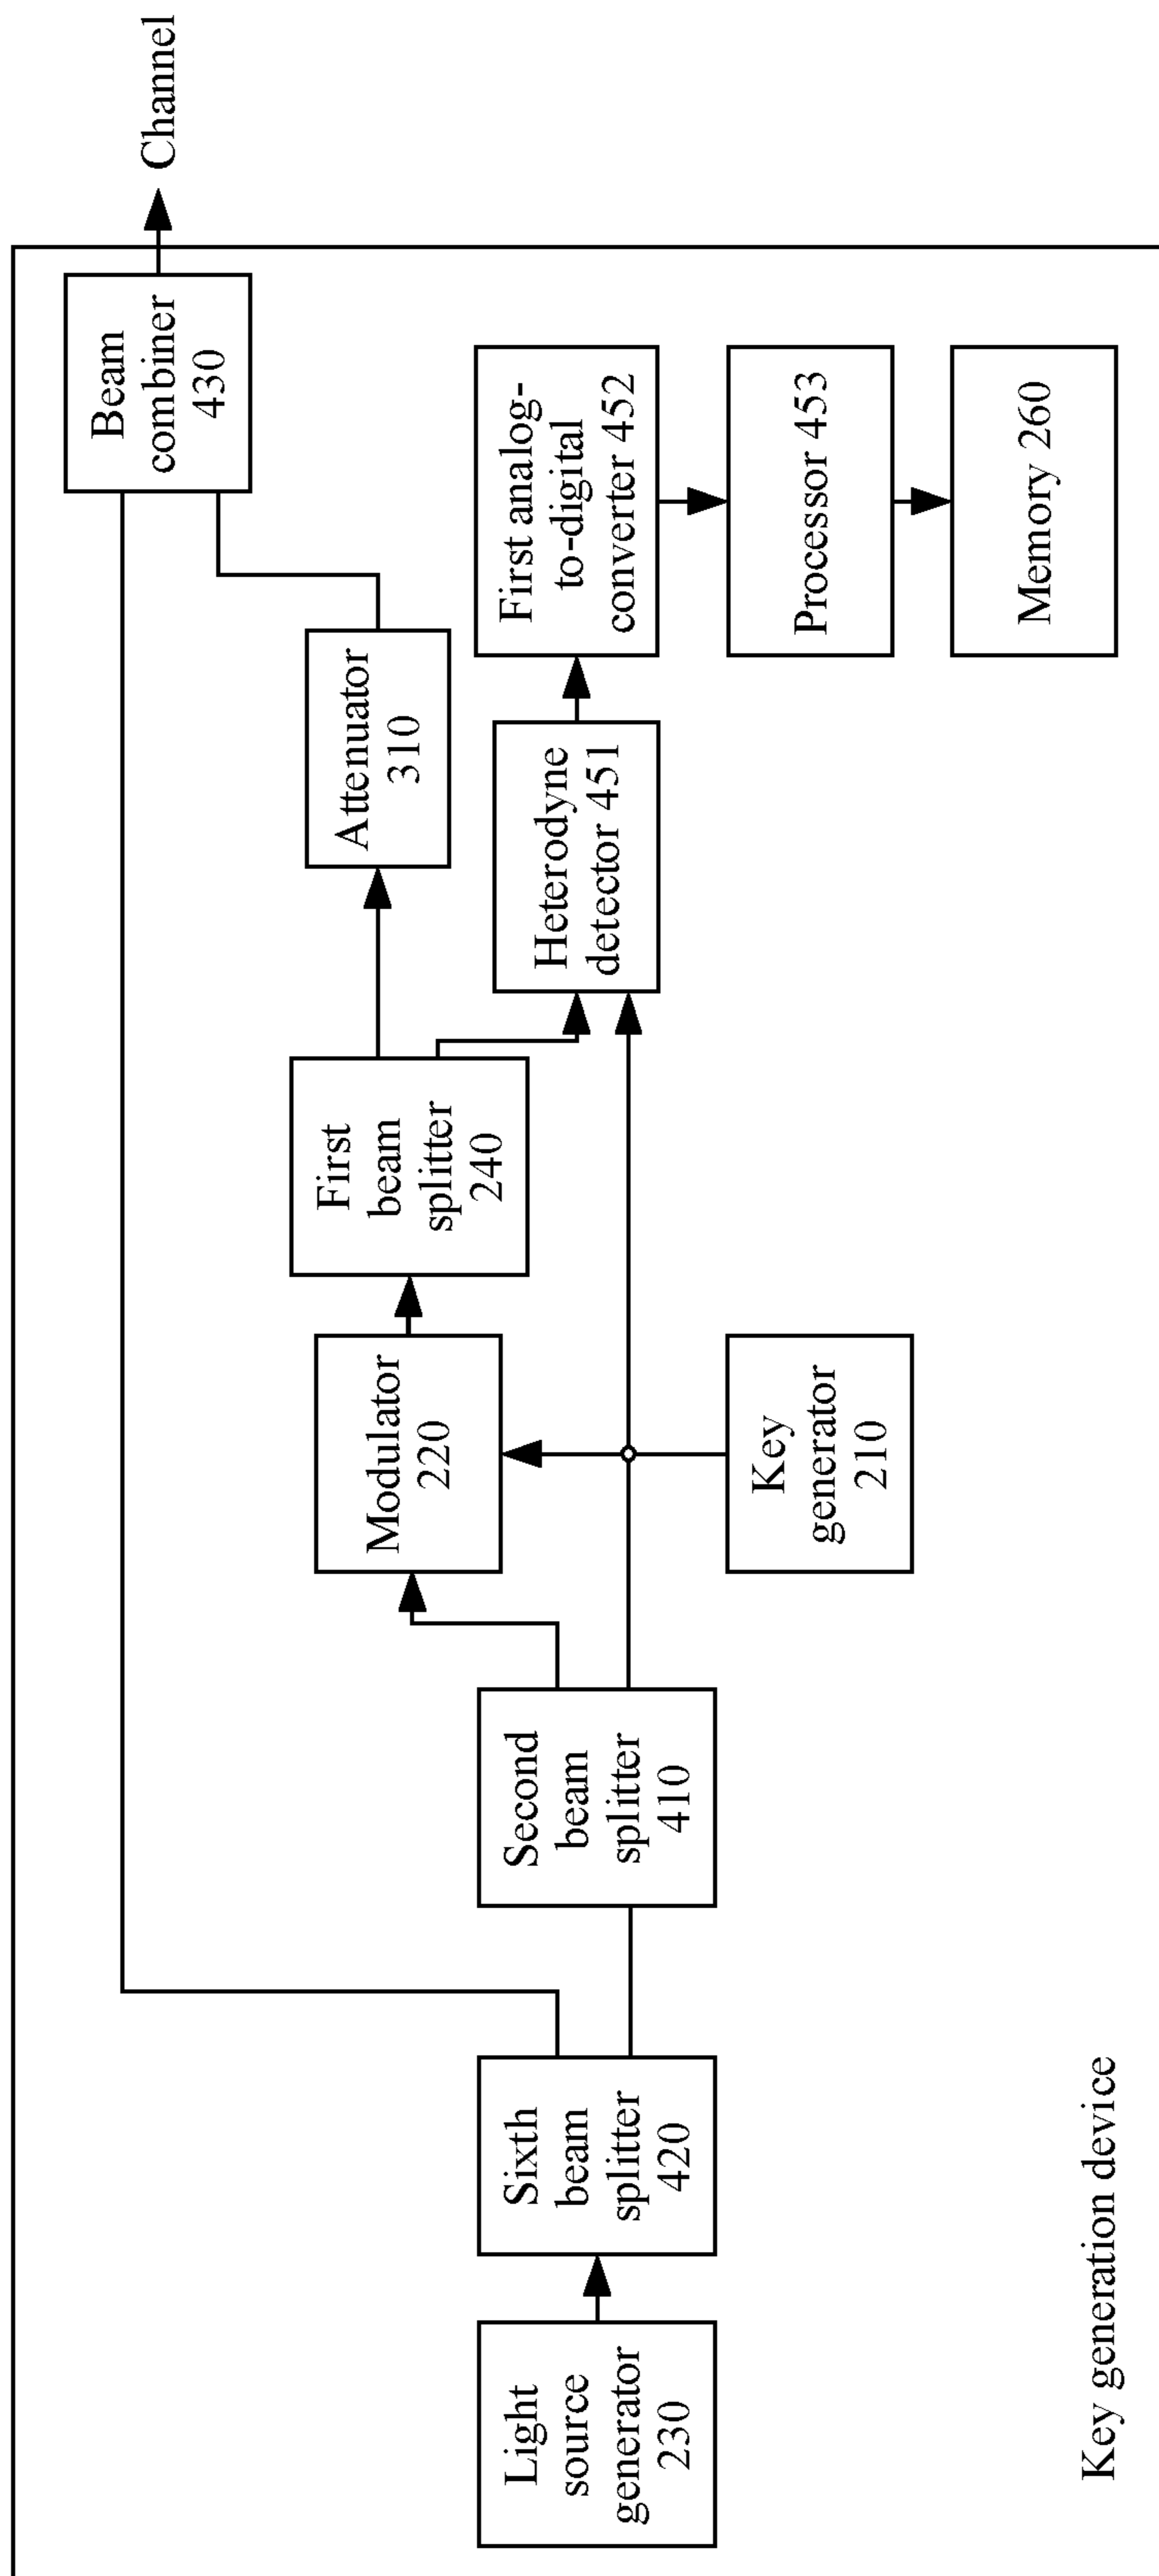 Channel
Beam
combiner
430
Attenuator
310
First analog-
to-digital
converter 452
Processor 453
Memory 260
Heterodyne
detector 451
First
beam
splitter
240
Modulator
220
Key
generator
210
Second
beam
splitter
410
Sixth
beam
splitter
420
Light
source
generator
230
Key generation device